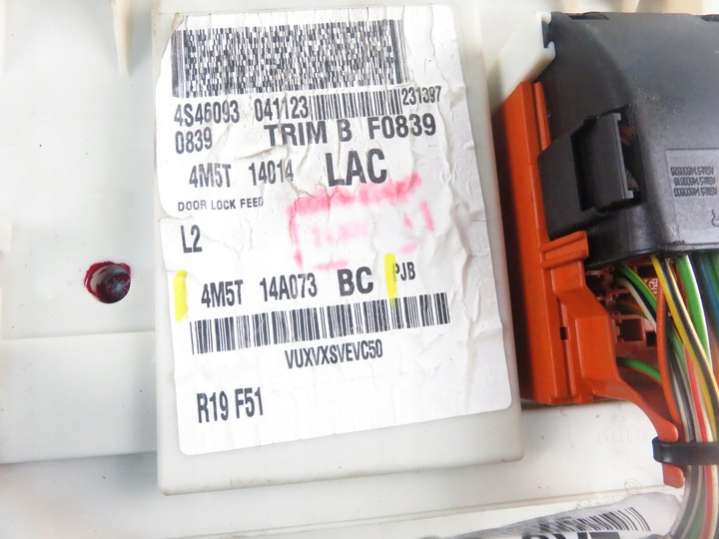 4S46093 041123 231397
0839 TRIM B F0839
4M5T 14014 LAC
DOOR LOCK FEED
L2
4M5T 14A073 BC PJB
VUXVXSVEVC50
R19 F51